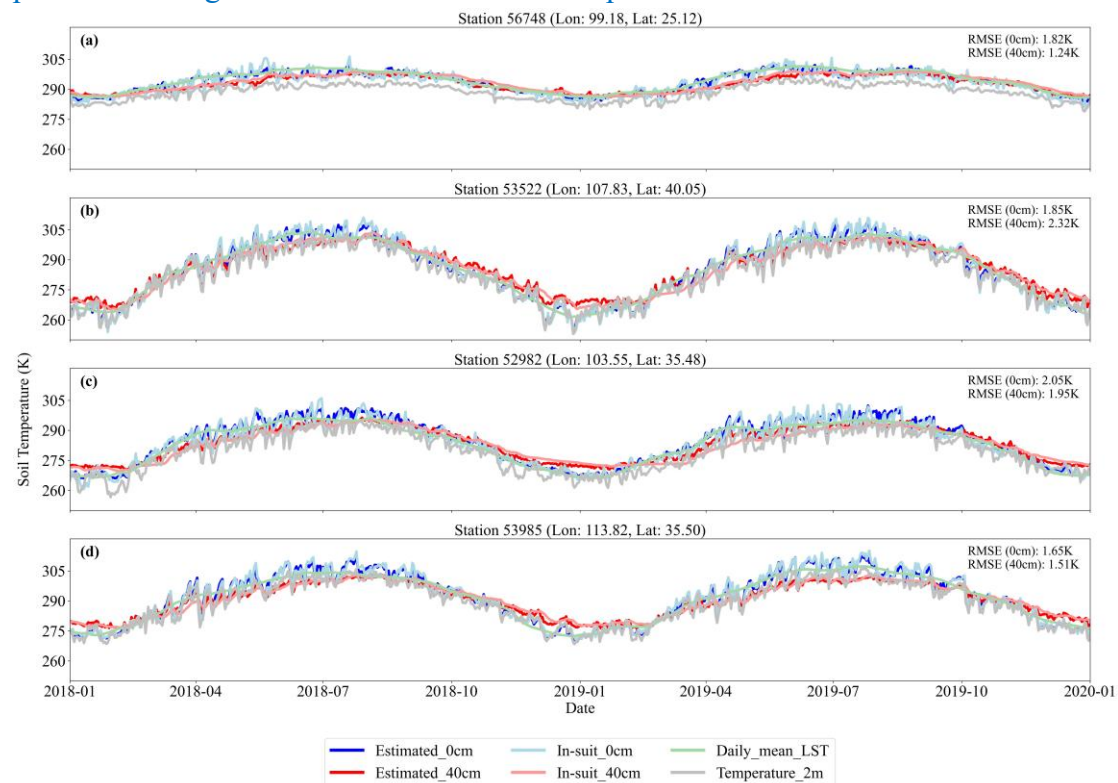 Station 56748 (Lon: 99.18, Lat: 25.12)
(a)
RMSE (0cm): 1.82K
RMSE (40cm): 1.24K
305
290
275
260
Station 53522 (Lon: 107.83, Lat: 40.05)
(b)
RMSE (0cm): 1.85K
RMSE (40cm): 2.32K
305
290
275
260
Station 52982 (Lon: 103.55, Lat: 35.48)
(c)
RMSE (0cm): 2.05K
RMSE (40cm): 1.95K
305
290
275
260
Soil Temperature (K)
Station 53985 (Lon: 113.82, Lat: 35.50)
(d)
RMSE (0cm): 1.65K
RMSE (40cm): 1.51K
305
290
275
260
2018-01 2018-04 2018-07 2018-10 2019-01 2019-04 2019-07 2019-10 2020-01
Date
Estimated_0cm In-suit_0cm Daily_mean_LST
Estimated_40cm In-suit_40cm Temperature_2m